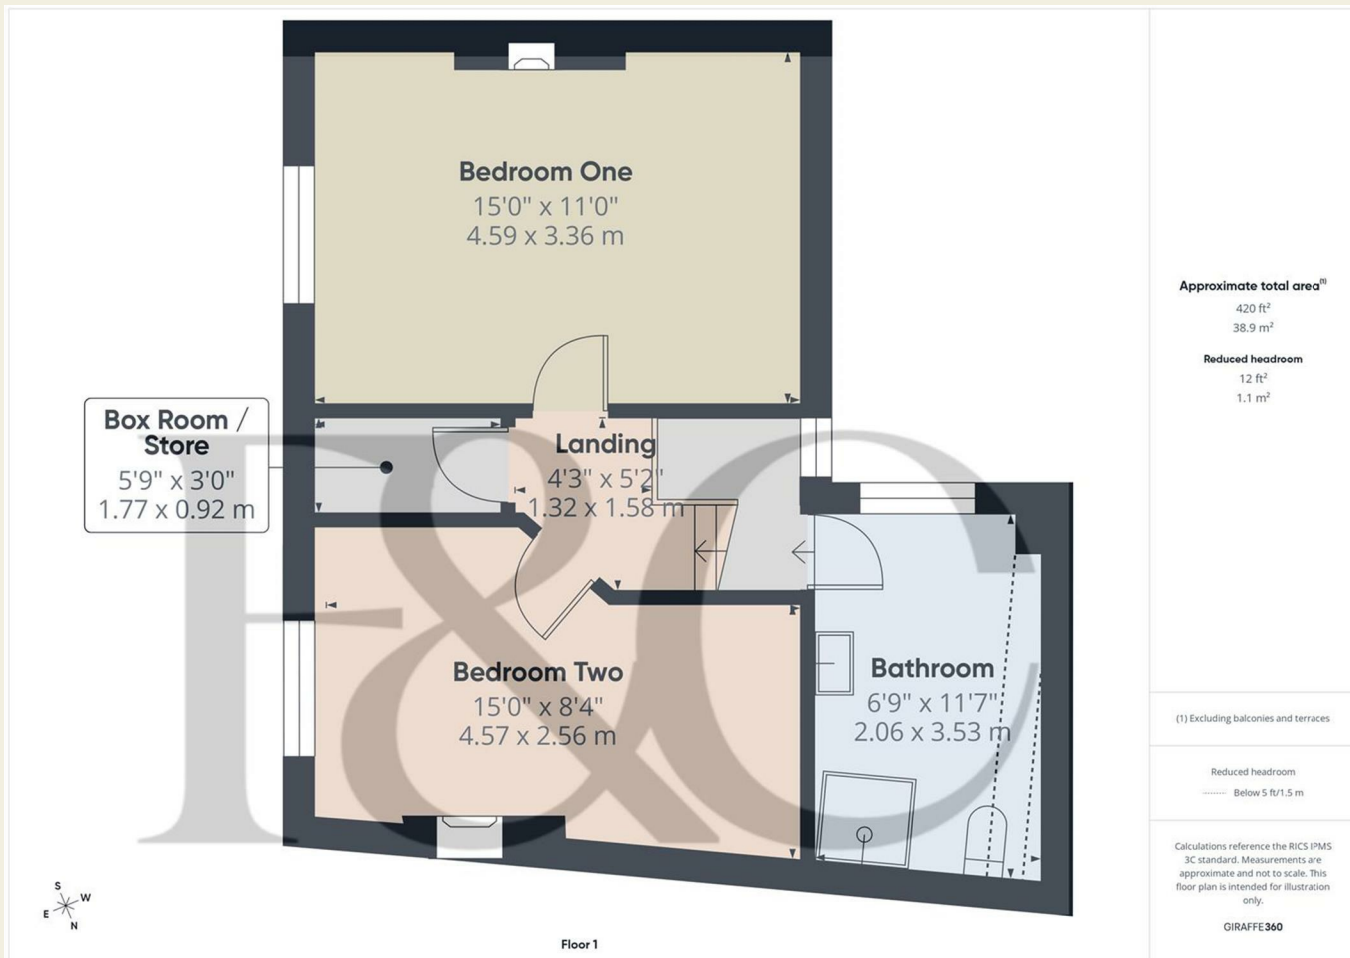 Bedroom One
15'0" x 11'0"
4.59 x 3.36 m
Box Room /
Store
5'9" x 3'0"
1.77 x 0.92 m
Landing
4'3" x 5'2"
1.32 x 1.58 m
Bedroom Two
15'0" x 8'4"
4.57 x 2.56 m
Bathroom
6'9" x 11'7"
2.06 x 3.53 m
F&C
S
W
E
N
Floor 1
Approximate total area(1)
420 ft²
38.9 m²
Reduced headroom
12 ft²
1.1 m²
(1) Excluding balconies and terraces
Reduced headroom
Below 5 ft/1.5 m
Calculations reference the RICS IPMS
3C standard. Measurements are
approximate and not to scale. This
floor plan is intended for illustration
only.
GIRAFFE360